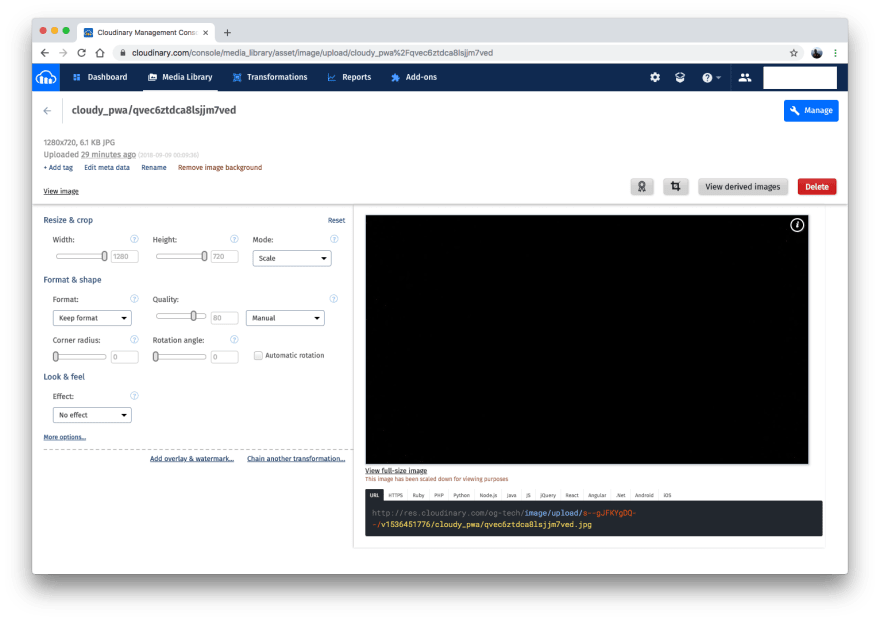 Cloudinary Management Cons
cloudinary.com/console/media_library/asset/image/upload/cloudy_pwa%2Fqvec6ztdca8lsjjm7ved
Dashboard Media Library Transformations Reports Add-ons
cloudy_pwa/qvec6ztdca8lsjjm7ved
Manage
1280x720, 6.1 KB JPG
Uploaded 29 minutes ago (2018-09-09 00:09:36)
+ Add tag Edit meta data Rename Remove image background
View image
View derived images Delete
Resize & crop Reset
Width: ? Height: ? Mode: ?
1280 720 Scale
Format & shape
Format: ? Quality: ?
Keep format 80 Manual
Corner radius: ? Rotation angle: ?
0 0 Automatic rotation
Look & feel
Effect: ?
No effect
More options...
Add overlay & watermark... Chain another transformation...
i
View full-size image
This image has been scaled down for viewing purposes
URL HTTPS Ruby PHP Python Node.js Java JS jQuery React Angular .Net Android iOS
http://res.cloudinary.com/og-tech/image/upload/s--gJFKYgDQ-
-/v1536451776/cloudy_pwa/qvec6ztdca8lsjjm7ved.jpg